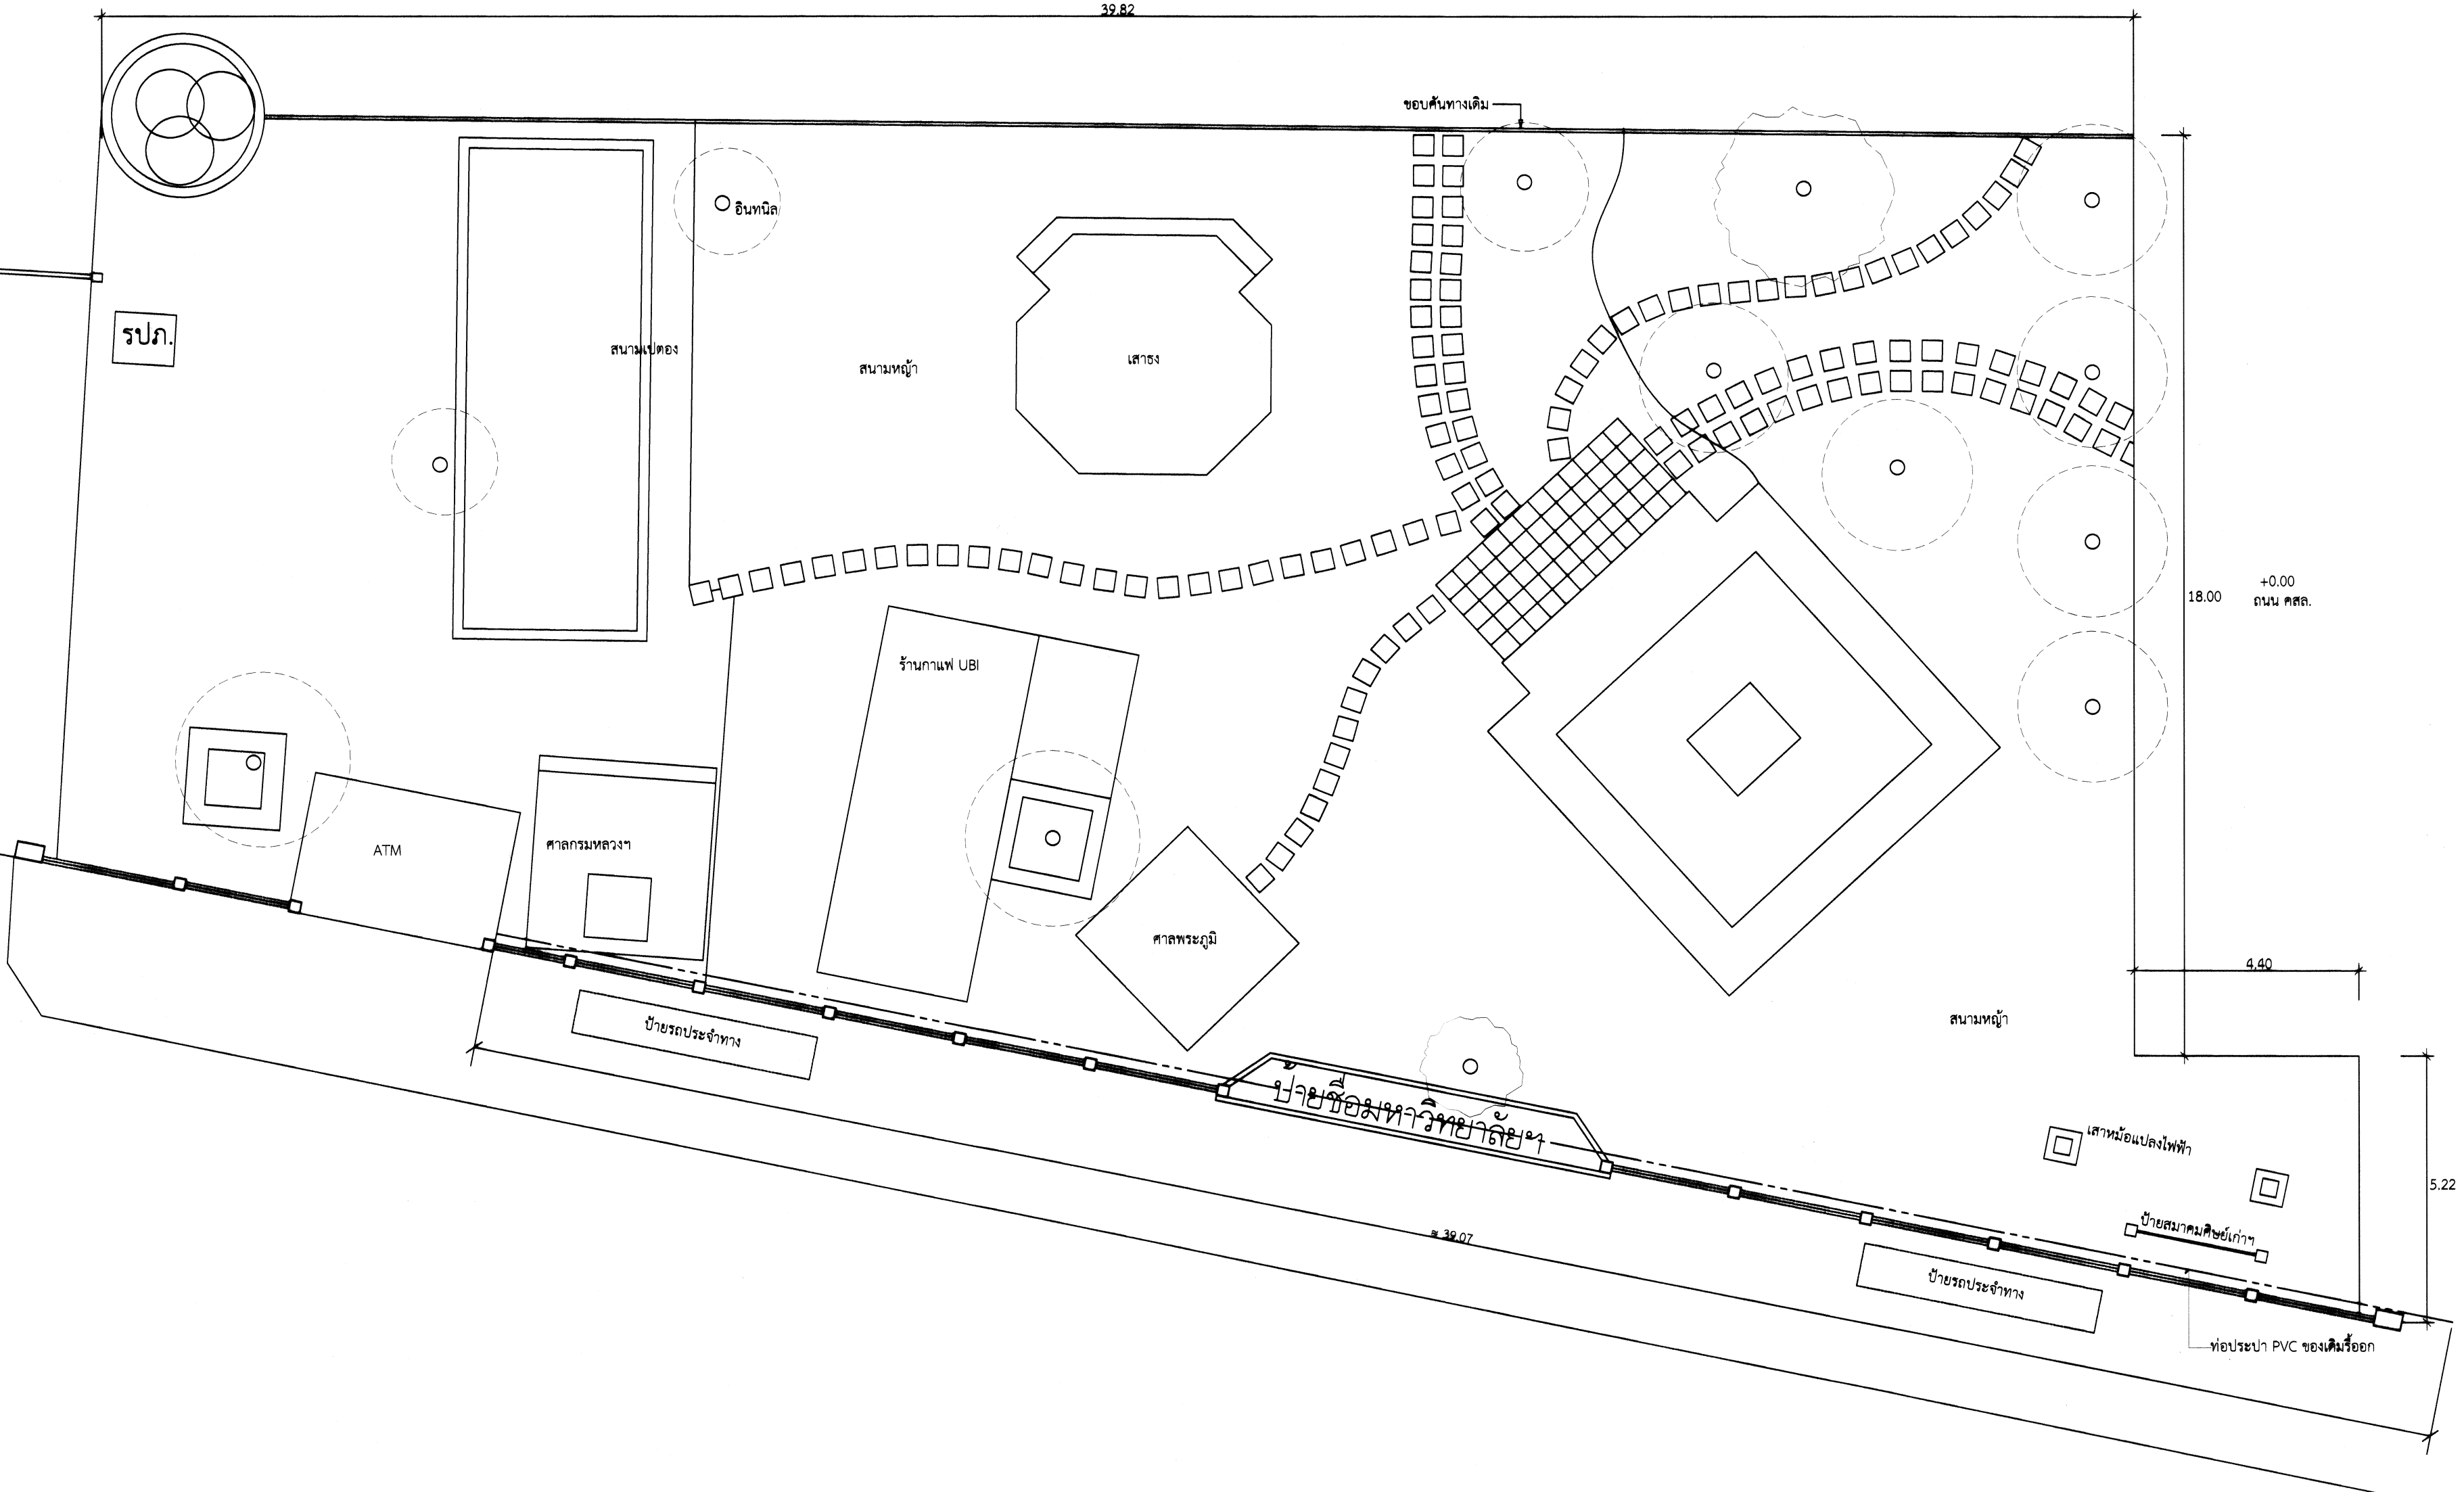 39.82
ขอบคันทางเดิม
อินทนิล
รปภ.
สนามเปตอง
สนามหญ้า
เสาธง
18.00
+0.00
ถนน คสล.
ร้านกาแฟ UBI
ATM
ศาลกรมหลวงฯ
ศาลพระภูมิ
4.40
สนามหญ้า
ป้ายรถประจำทาง
ป้ายชื่อมหาวิทยาลัยฯ
เสาหม้อแปลงไฟฟ้า
5.22
ป้ายสมาคมศิษย์เก่าฯ
≈ 39.07
ป้ายรถประจำทาง
ท่อประปา PVC ของเดิมรื้อออก